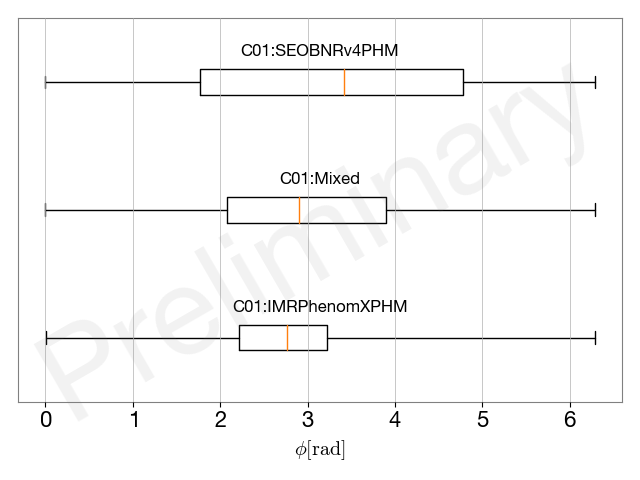 C01:SEOBNRv4PHM
C01:Mixed
C01:IMRPhenomXPHM
Preliminary
0 1 2 3 4 5 6
ϕ[rad]